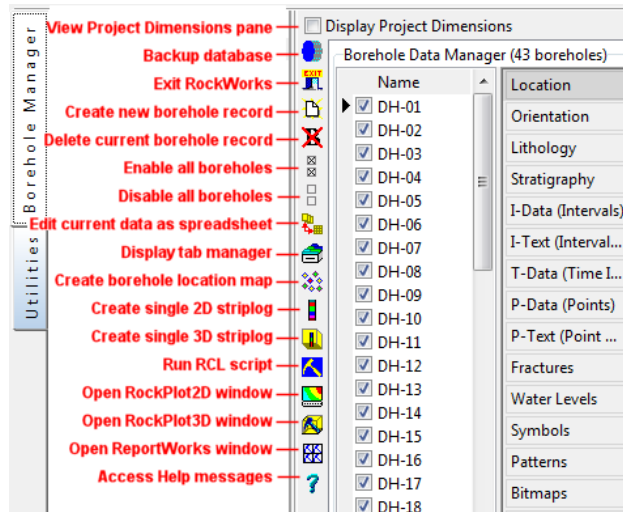 View Project Dimensions pane
Display Project Dimensions
Backup database
Borehole Data Manager (43 boreholes)
EXIT
Exit RockWorks
Create new borehole record
Delete current borehole record
B
Enable all boreholes
Disable all boreholes
Edit current data as spreadsheet
Display tab manager
Create borehole location map
Create single 2D striplog
Create single 3D striplog
Run RCL script
Open RockPlot2D window
Open RockPlot3D window
Open ReportWorks window
Access Help messages
?
Borehole Manager
Utilities
Name
DH-01
DH-02
DH-03
DH-04
DH-05
DH-06
DH-07
DH-08
DH-09
DH-10
DH-11
DH-12
DH-13
DH-14
DH-15
DH-16
DH-17
DH-18
Location
Orientation
Lithology
Stratigraphy
I-Data (Intervals)
I-Text (Interval...
T-Data (Time I...
P-Data (Points)
P-Text (Point ...
Fractures
Water Levels
Symbols
Patterns
Bitmaps